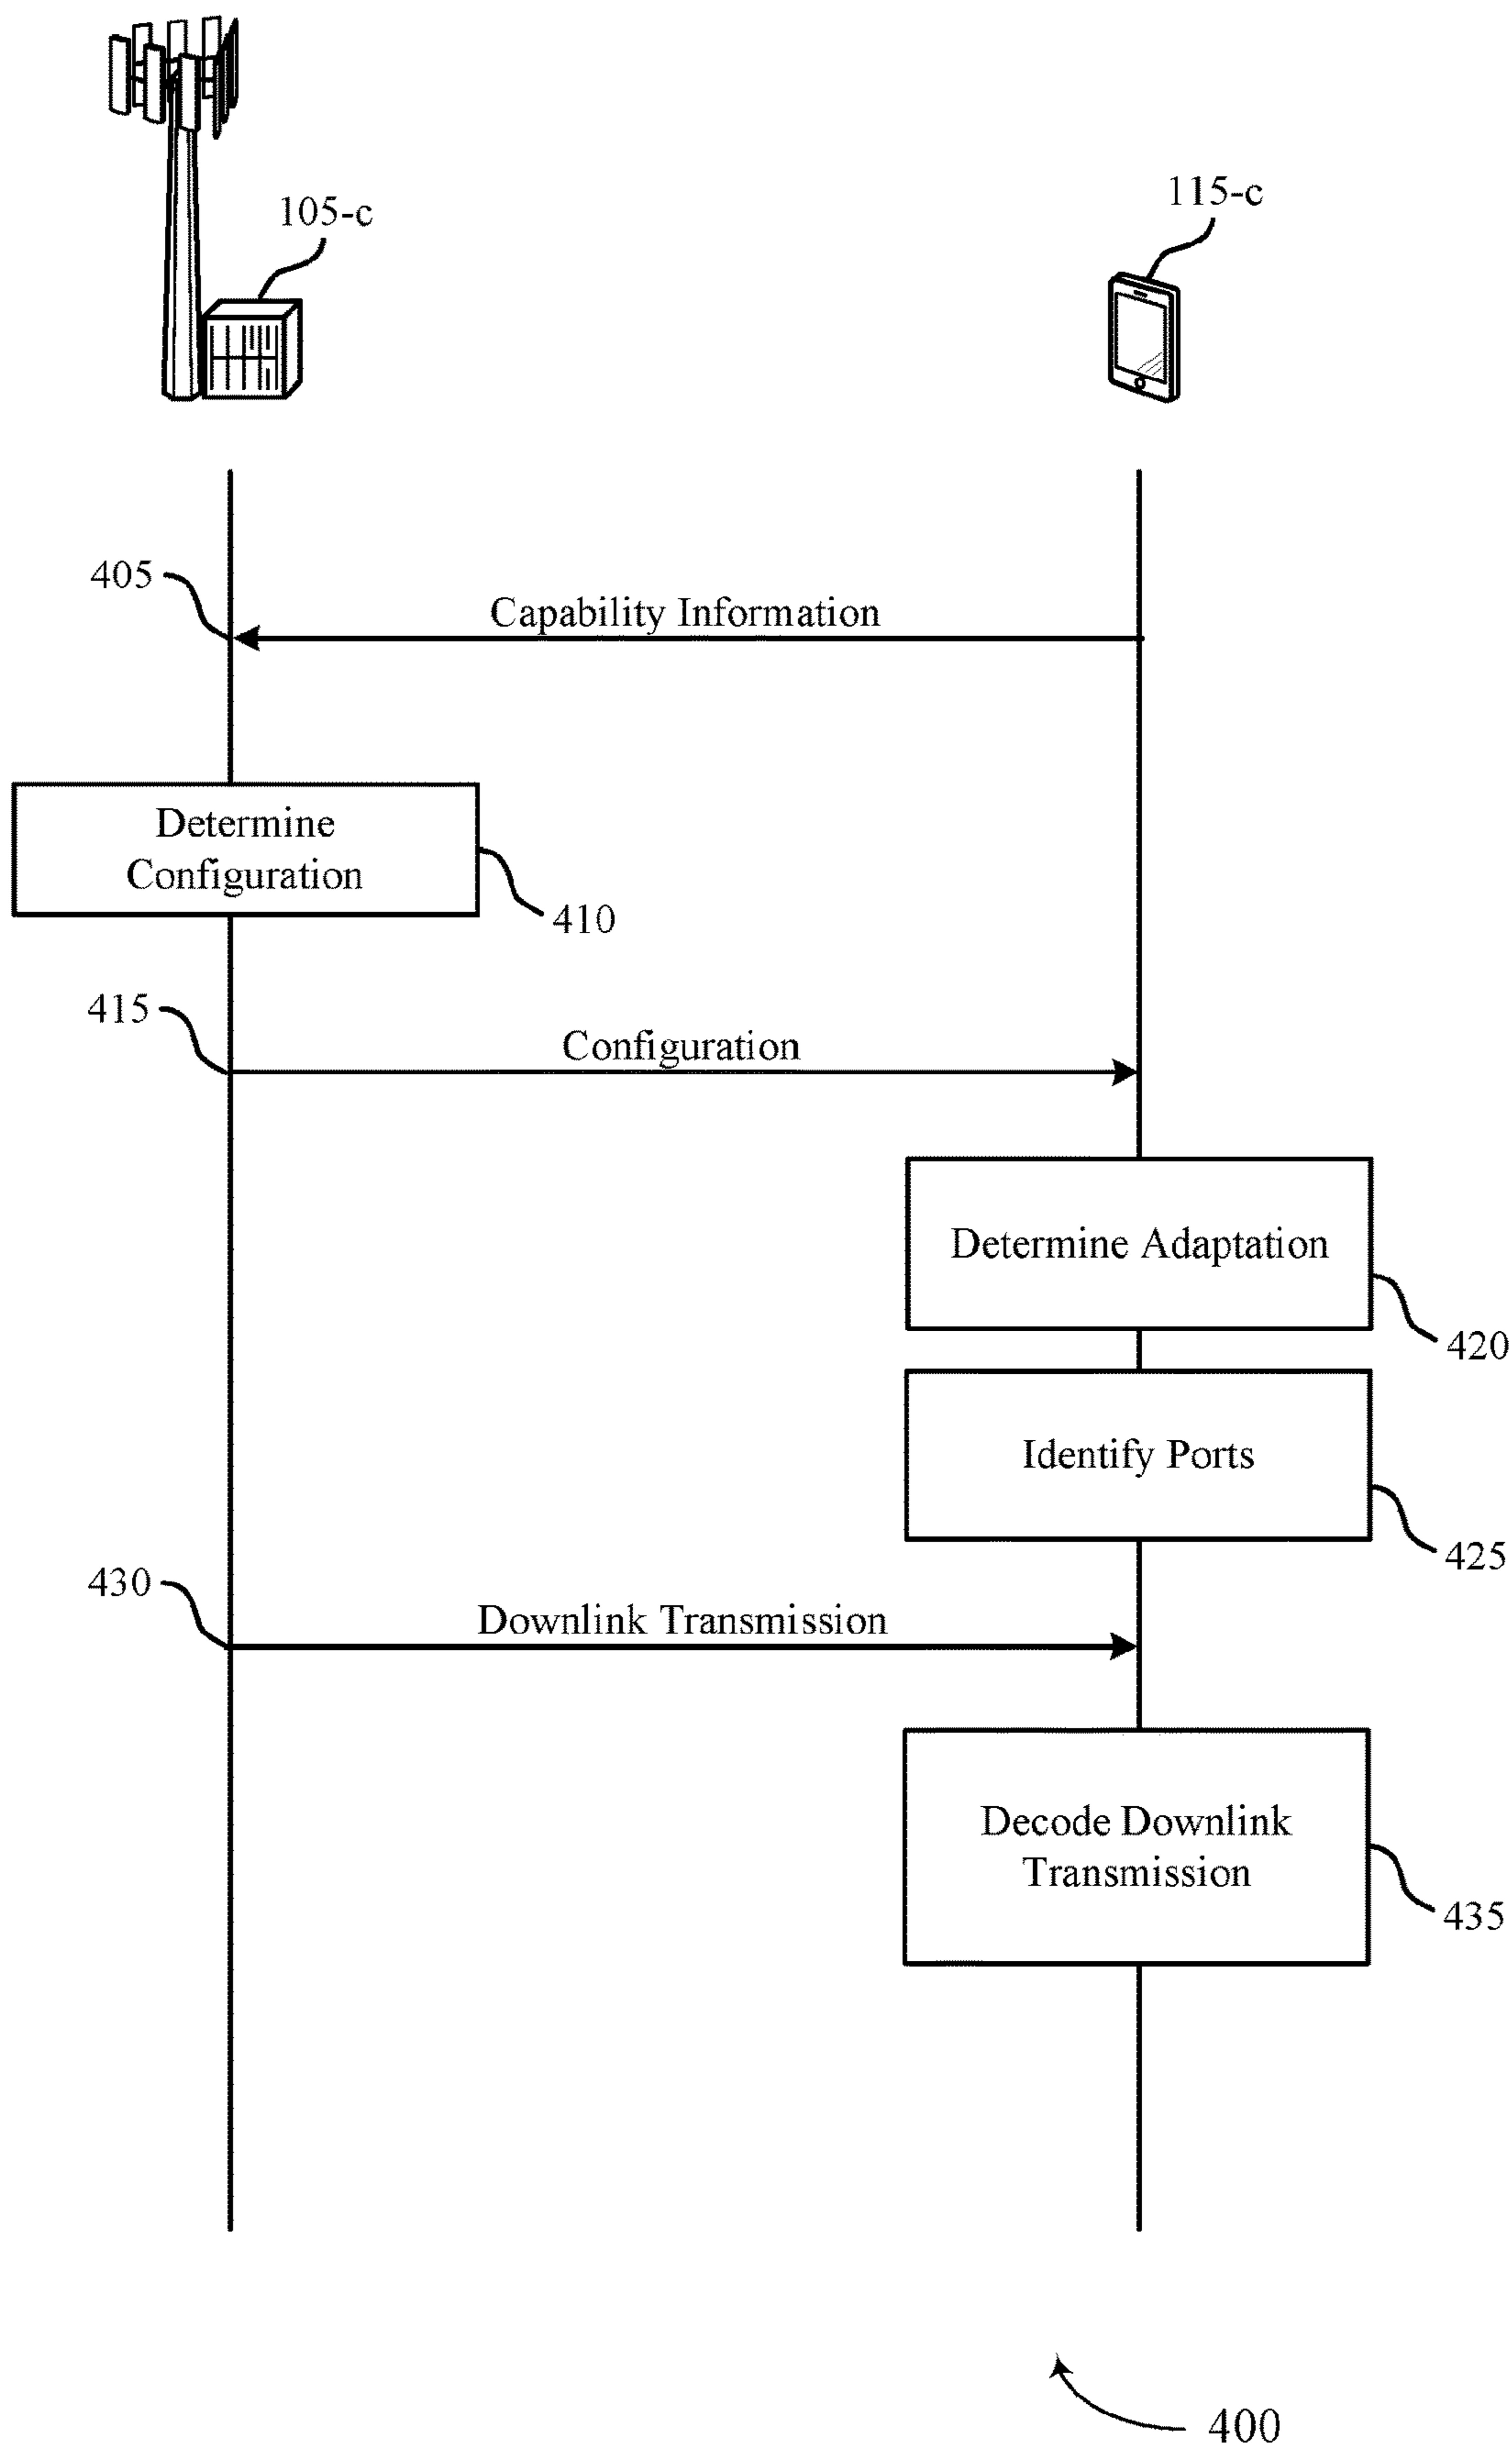 105-c
115-c
405
Capability Information
Determine
Configuration
410
415
Configuration
Determine Adaptation
420
Identify Ports
425
430
Downlink Transmission
Decode Downlink
Transmission
435
400